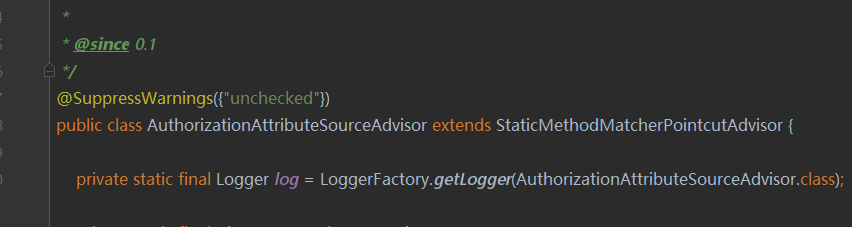 *
* @since 0.1
*/
@SuppressWarnings({"unchecked"})
public class AuthorizationAttributeSourceAdvisor extends StaticMethodMatcherPointcutAdvisor {
private static final Logger log = LoggerFactory.getLogger(AuthorizationAttributeSourceAdvisor.class);